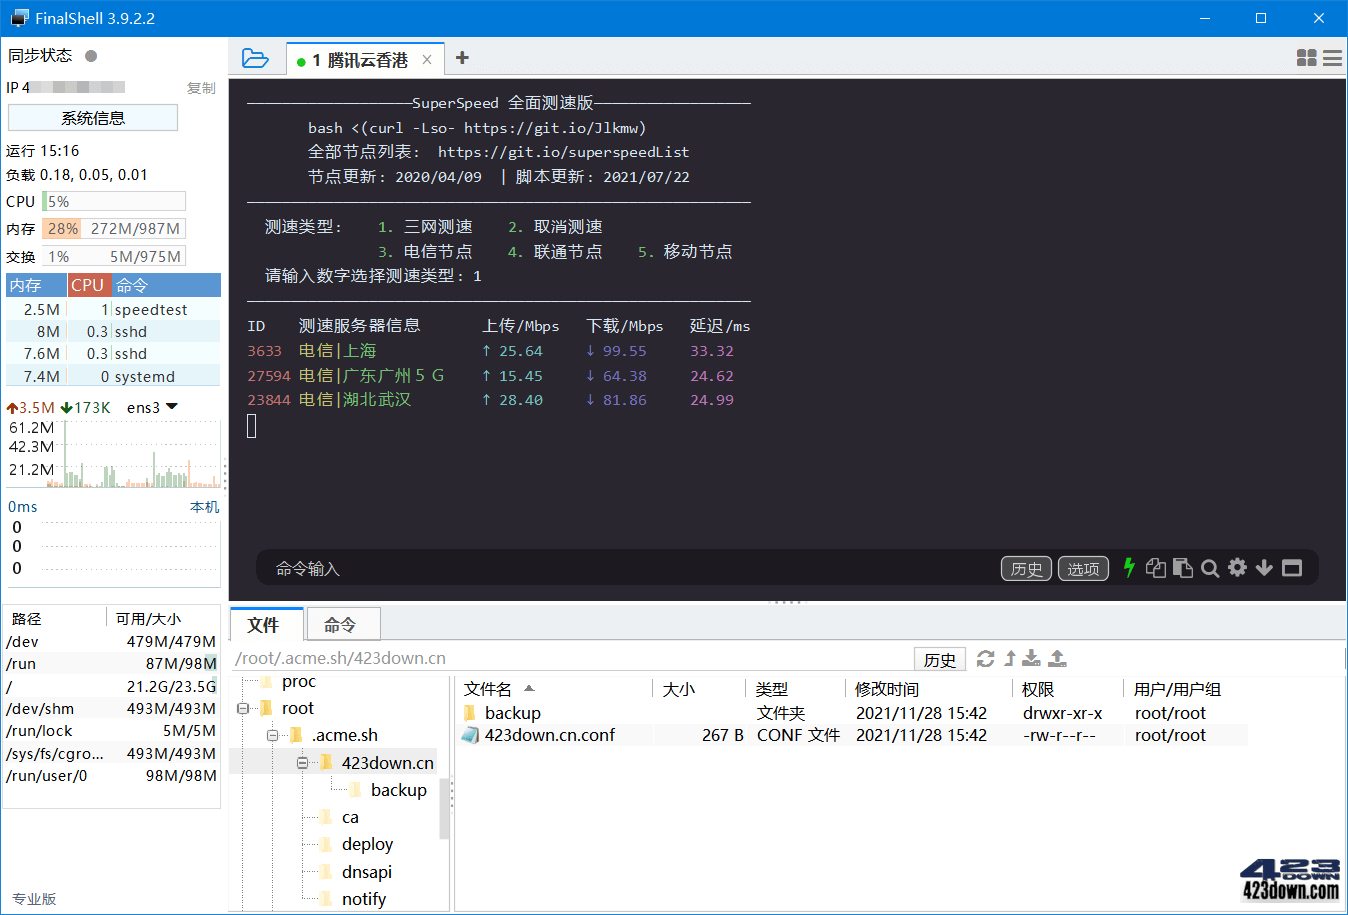 FinalShell 3.9.2.2
同步状态
IP 4
复制
系统信息
运行 15:16
负载 0.18, 0.05, 0.01
CPU 5%
内存 28% 272M/987M
交换 1% 5M/975M
内存 CPU 命令
2.5M 1 speedtest
8M 0.3 sshd
7.6M 0.3 sshd
7.4M 0 systemd
3.5M 173K ens3
61.2M
42.3M
21.2M
0ms 本机
0
0
0
路径 可用/大小
/dev 479M/479M
/run 87M/98M
/ 21.2G/23.5G
/dev/shm 493M/493M
/run/lock 5M/5M
/sys/fs/cgro... 493M/493M
/run/user/0 98M/98M
专业版
1 腾讯云香港
SuperSpeed 全面测速版
bash <(curl -Lso- https://git.io/Jlkmw)
全部节点列表: https://git.io/superspeedList
节点更新: 2020/04/09 | 脚本更新: 2021/07/22
测速类型: 1. 三网测速 2. 取消测速
3. 电信节点 4. 联通节点 5. 移动节点
请输入数字选择测速类型: 1
ID 测速服务器信息 上传/Mbps 下载/Mbps 延迟/ms
3633 电信|上海 ↑ 25.64 ↓ 99.55 33.32
27594 电信|广东广州５Ｇ ↑ 15.45 ↓ 64.38 24.62
23844 电信|湖北武汉 ↑ 28.40 ↓ 81.86 24.99
命令输入
历史 选项
文件 命令
/root/.acme.sh/423down.cn
历史
proc
root
.acme.sh
423down.cn
backup
ca
deploy
dnsapi
notify
文件名 大小 类型 修改时间 权限 用户/用户组
backup 文件夹 2021/11/28 15:42 drwxr-xr-x root/root
423down.cn.conf 267 B CONF 文件 2021/11/28 15:42 -rw-r--r-- root/root
423
DOWN
423down.com